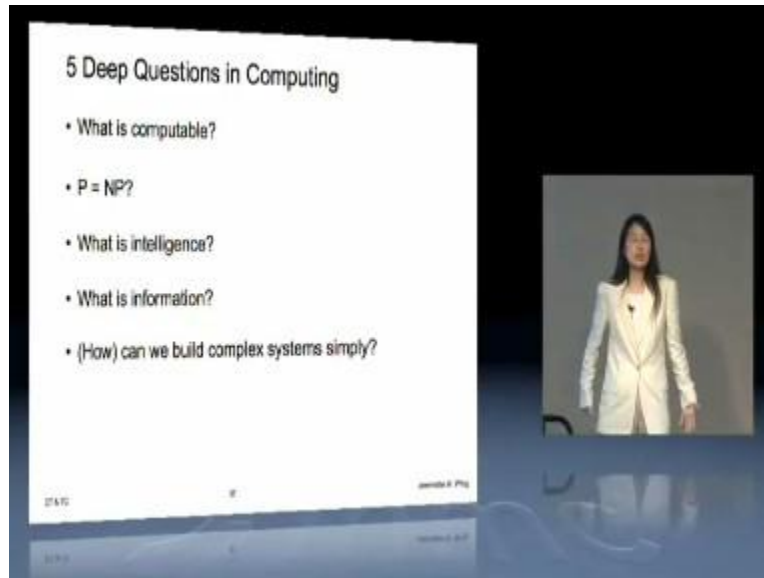 5 Deep Questions in Computing
• What is computable?
• P = NP?
• What is intelligence?
• What is information?
• (How) can we build complex systems simply?